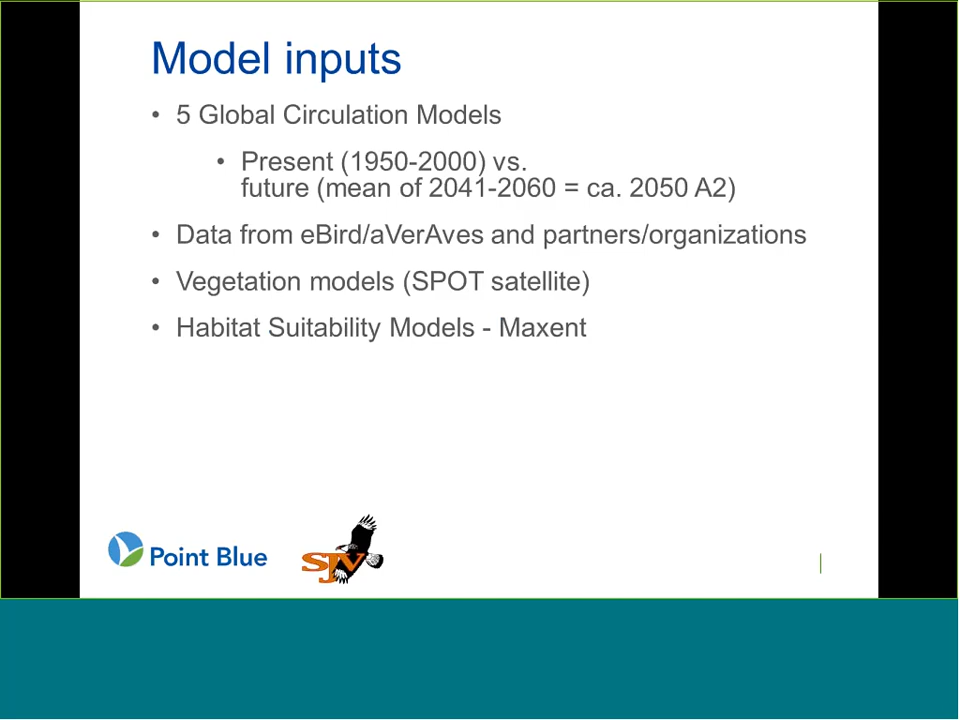 Model inputs
• 5 Global Circulation Models
• Present (1950-2000) vs.
future (mean of 2041-2060 = ca. 2050 A2)
• Data from eBird/aVerAves and partners/organizations
• Vegetation models (SPOT satellite)
• Habitat Suitability Models - Maxent
Point Blue
SJV